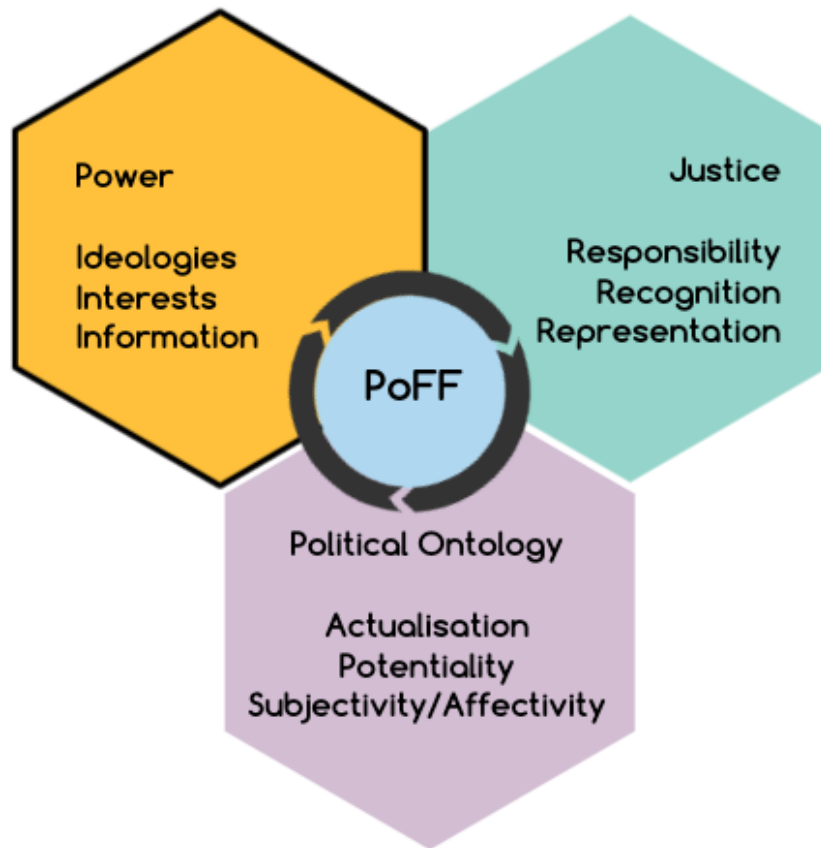 Power
Ideologies
Interests
Information
Justice
Responsibility
Recognition
Representation
PoFF
Political Ontology
Actualisation
Potentiality
Subjectivity/Affectivity